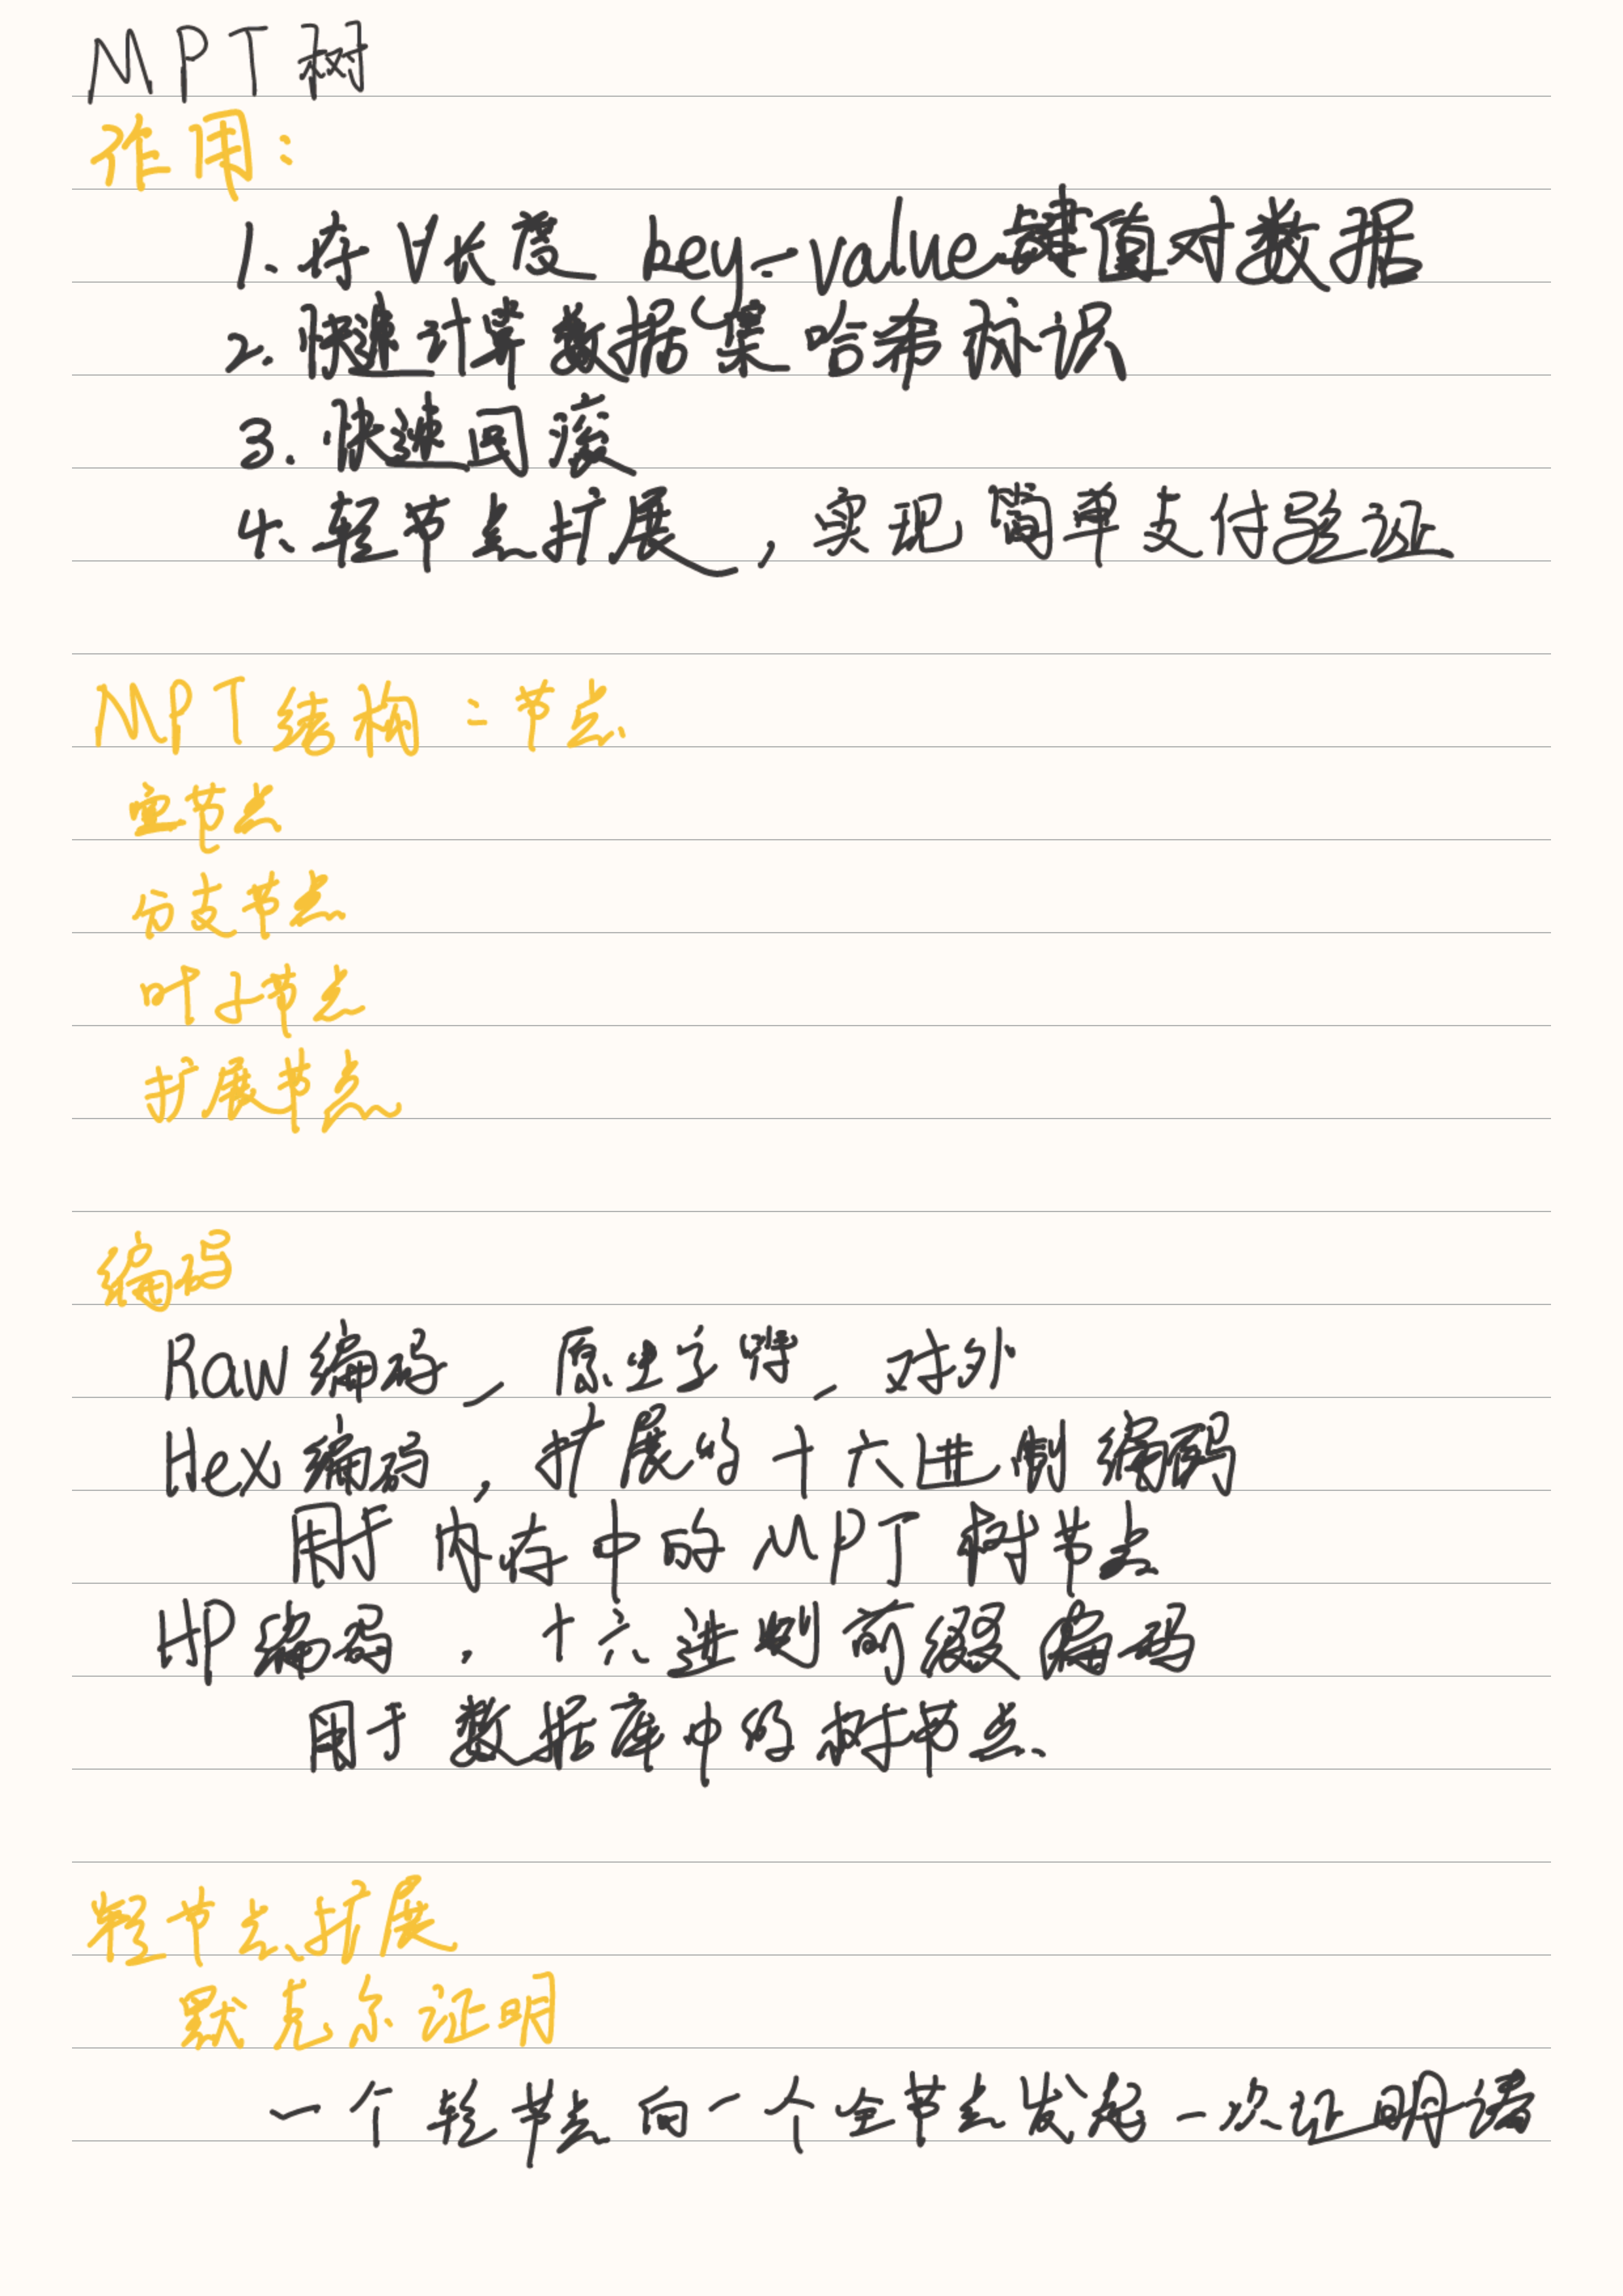 MPT树
作用：
1. 存 V长度 key-value键值对数据
2. 快速计算数据集哈希标识
3. 快速回滚
4. 轻节点扩展，实现简单支付验证
MPT结构：节点
空节点
分支节点
叶子节点
扩展节点
编码
Raw编码，原生字符，对外
Hex编码，扩展的十六进制编码
用于内存中的MPT树节点
HP编码，十六进制前缀编码
用于数据库中的树节点
轻节点扩展
默克尔证明
一个轻节点向一个全节点发起一次证明请